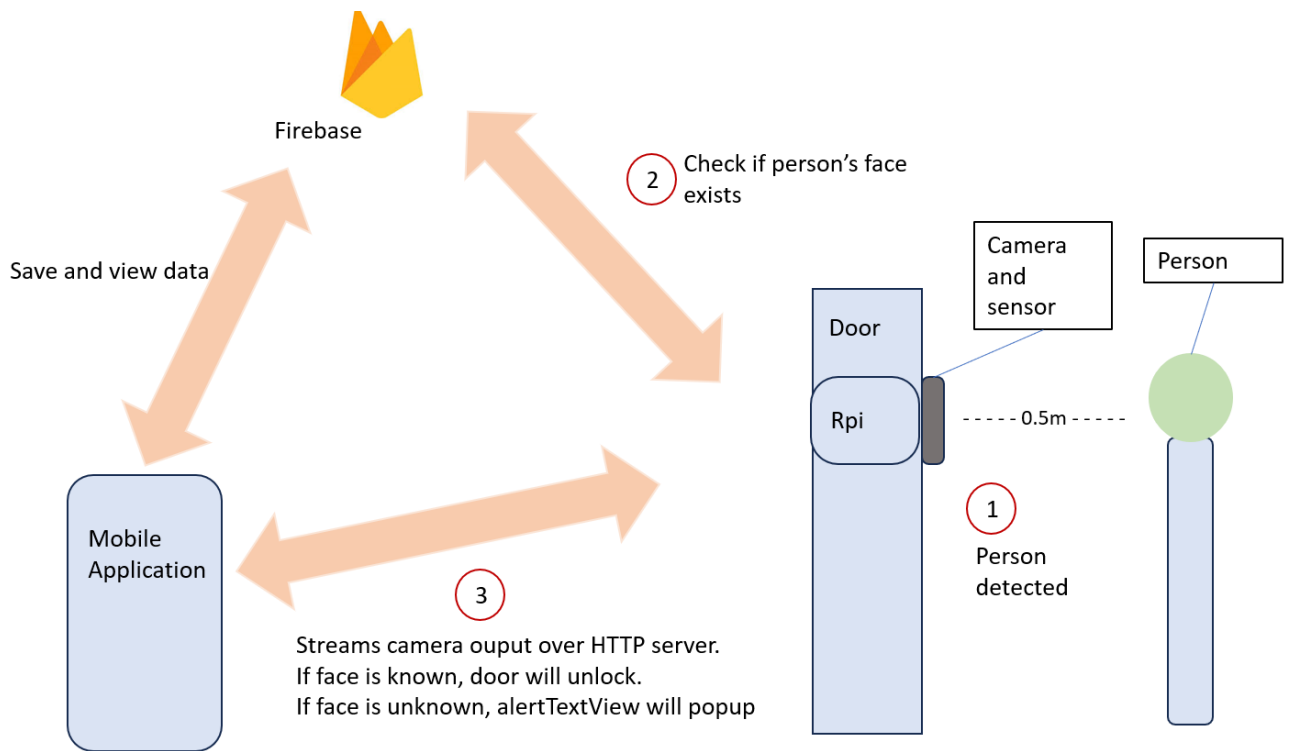 Firebase
2
Check if person's face
exists
Save and view data
Camera
and
sensor
Person
Door
Rpi
- - - - - 0.5m - - - - -
1
Person
detected
Mobile
Application
3
Streams camera ouput over HTTP server.
If face is known, door will unlock.
If face is unknown, alertTextView will popup